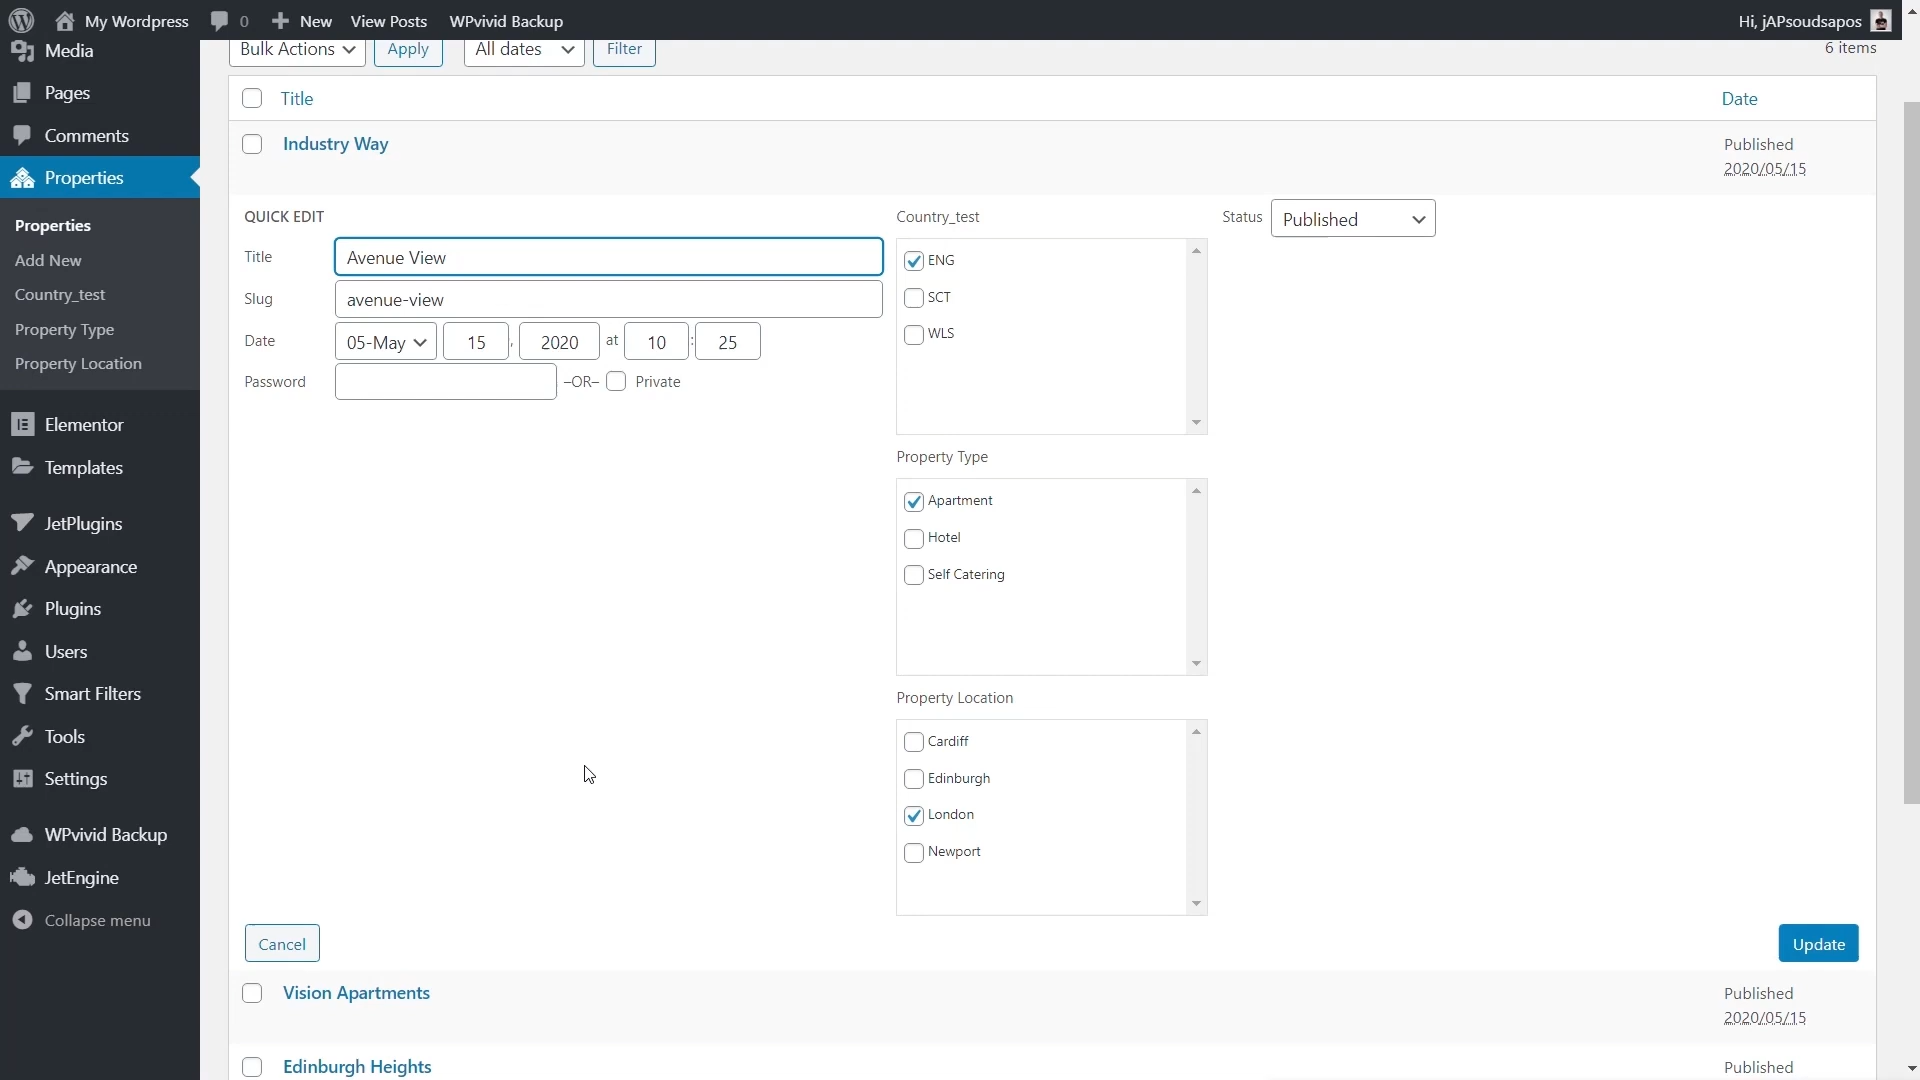 My Wordpress 0 New View Posts WPvivid Backup Hi, jAPsoudsapos
Media
Pages
Comments
Properties
Properties
Add New
Country_test
Property Type
Property Location
Elementor
Templates
JetPlugins
Appearance
Plugins
Users
Smart Filters
Tools
Settings
WPvivid Backup
JetEngine
Collapse menu
Bulk Actions Apply All dates Filter 6 items
Title Date
Industry Way Published
2020/05/15
QUICK EDIT
Title Avenue View
Slug avenue-view
Date 05-May 15 , 2020 at 10 : 25
Password –OR– Private
Country_test
ENG
SCT
WLS
Property Type
Apartment
Hotel
Self Catering
Property Location
Cardiff
Edinburgh
London
Newport
Status Published
Cancel Update
Vision Apartments Published
2020/05/15
Edinburgh Heights Published